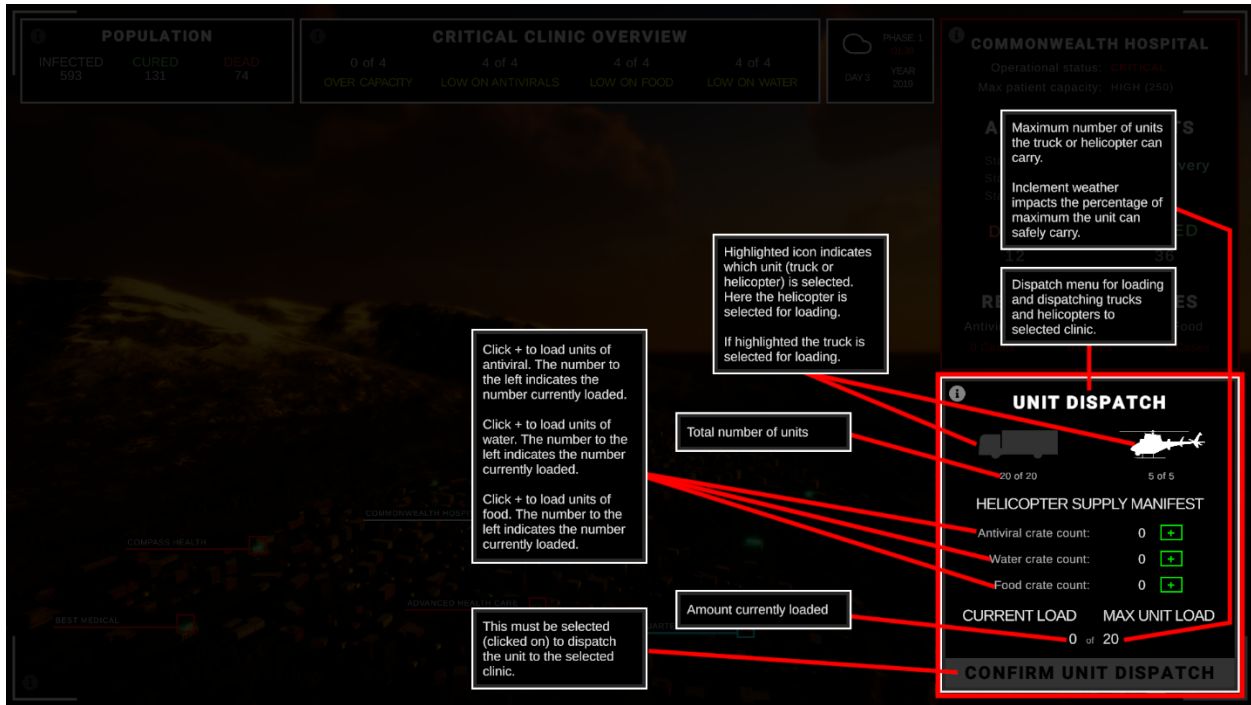 POPULATION
INFECTED CURED DEAD
593 131 74
CRITICAL CLINIC OVERVIEW
0 of 4 4 of 4 4 of 4 4 of 4
OVER CAPACITY LOW ON ANTIVIRALS LOW ON FOOD LOW ON WATER
PHASE: 1
DAY 3 YEAR
2019
COMMONWEALTH HOSPITAL
Operational status: CRITICAL
Max patient capacity: HIGH (250)
Maximum number of units
the truck or helicopter can
carry.
Inclement weather
impacts the percentage of
maximum the unit can
safely carry.
12 36
Highlighted icon indicates
which unit (truck or
helicopter) is selected.
Here the helicopter is
selected for loading.
If highlighted the truck is
selected for loading.
Dispatch menu for loading
and dispatching trucks
and helicopters to
selected clinic.
Food
Click + to load units of
antiviral. The number to
the left indicates the
number currently loaded.
Click + to load units of
water. The number to the
left indicates the number
currently loaded.
Click + to load units of
food. The number to the
left indicates the number
currently loaded.
Total number of units
UNIT DISPATCH
20 of 20 5 of 5
HELICOPTER SUPPLY MANIFEST
Antiviral crate count: 0 +
Water crate count: 0 +
Food crate count: 0 +
CURRENT LOAD MAX UNIT LOAD
0 of 20
CONFIRM UNIT DISPATCH
COMPASS HEALTH
ADVANCED HEALTH CARE
BEST MEDICAL
Amount currently loaded
This must be selected
(clicked on) to dispatch
the unit to the selected
clinic.